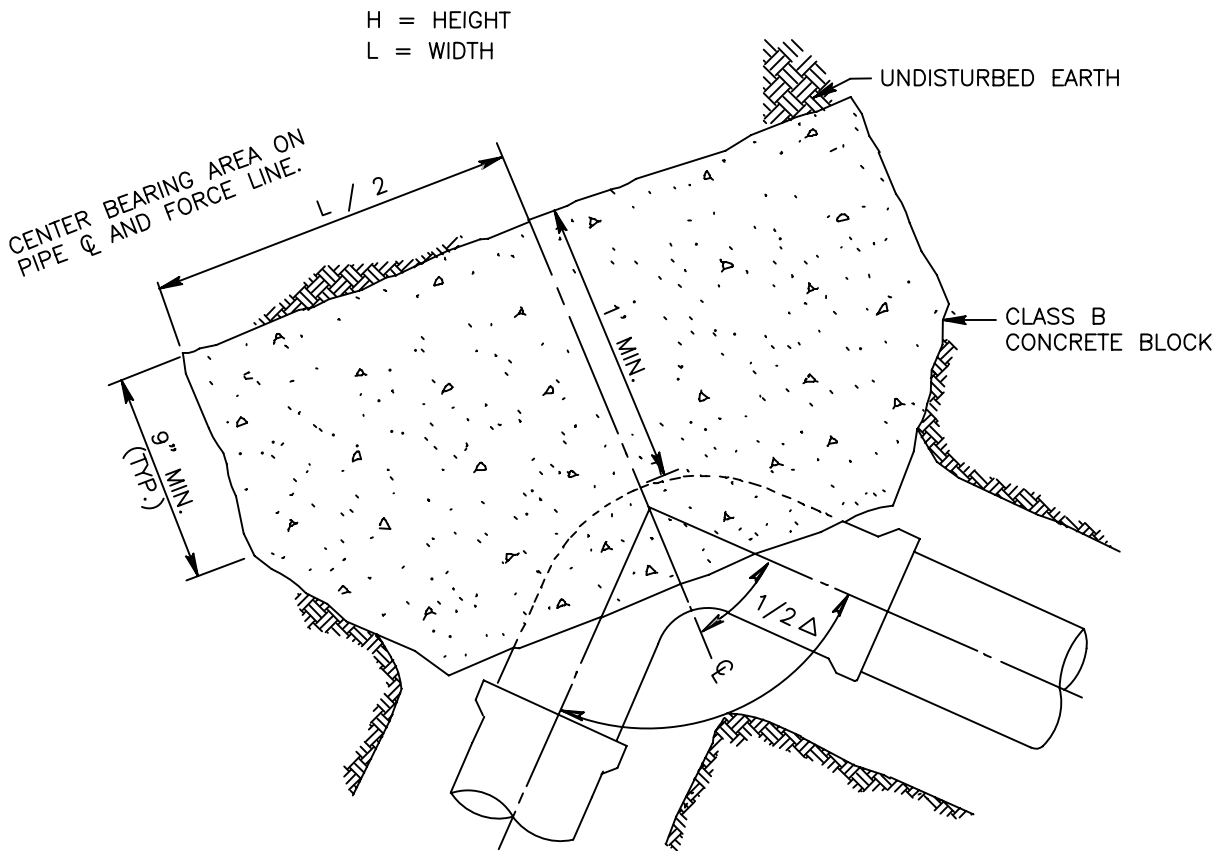 H = HEIGHT
L = WIDTH
UNDISTURBED EARTH
CENTER BEARING AREA ON
PIPE ℄ AND FORCE LINE.
L / 2
1' MIN.
CLASS B
CONCRETE BLOCK
9" MIN.
(TYP.)
1/2 Δ
℄